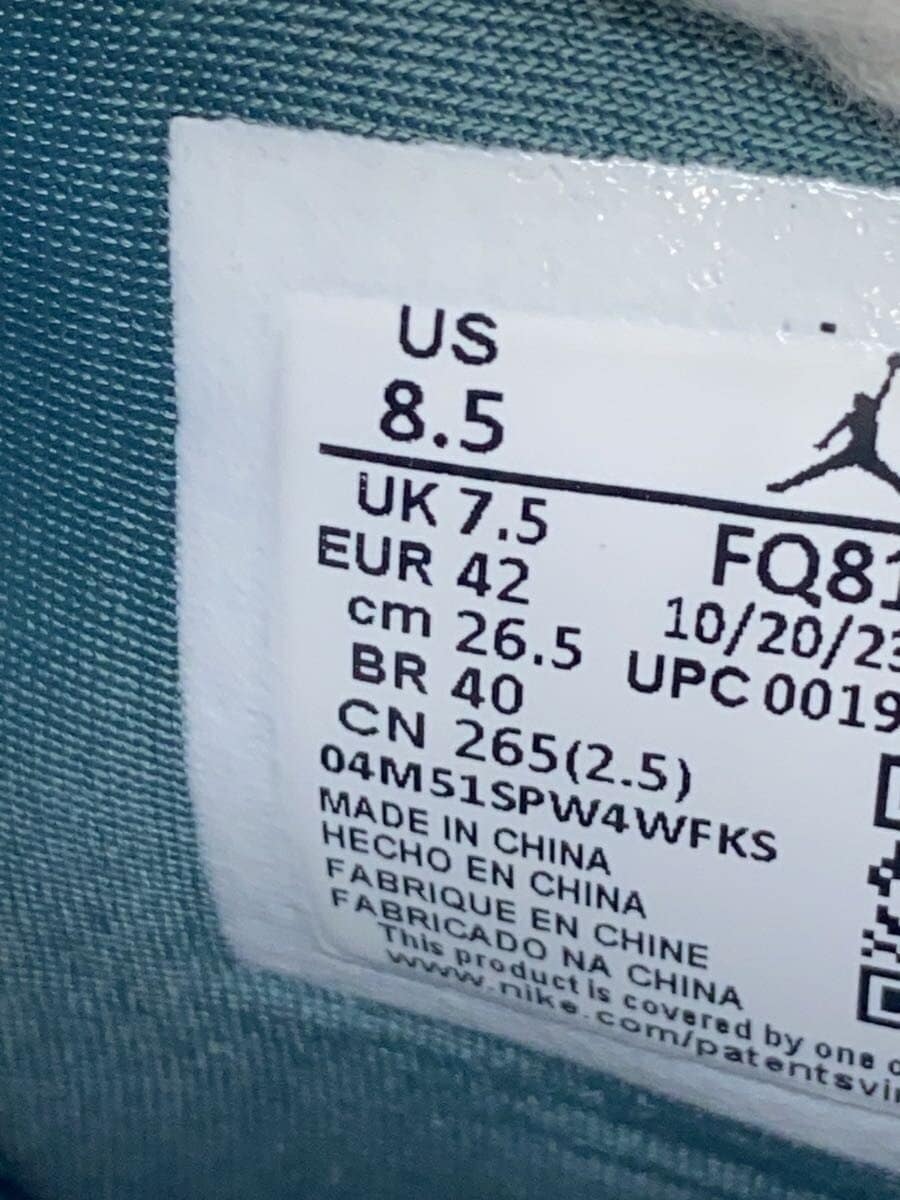 US
8.5
UK 7.5
EUR 42
cm 26.5
BR 40
CN 265(2.5)
FQ81
10/20/23
UPC 0019
04M51SPW4WFKS
MADE IN CHINA
HECHO EN CHINA
FABRIQUE EN CHINE
FABRICADO NA CHINA
This product is covered by one
www.nike.com/patentsvi